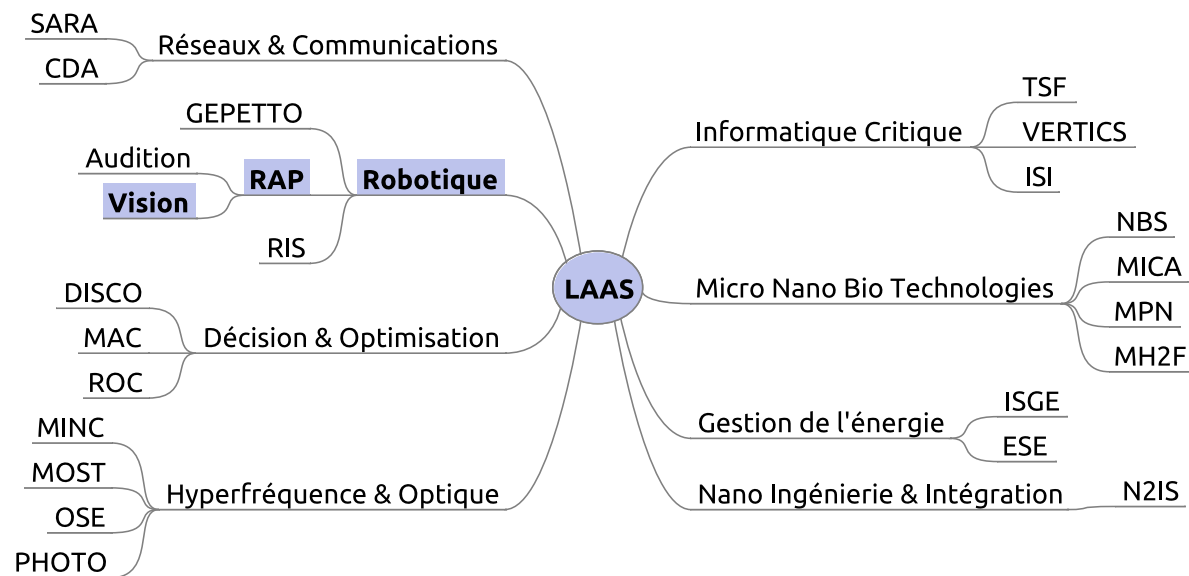 SARA
CDA
Réseaux & Communications
GEPETTO
Audition
Vision
RAP
Robotique
RIS
DISCO
MAC
ROC
Décision & Optimisation
MINC
MOST
OSE
PHOTO
Hyperfréquence & Optique
LAAS
Informatique Critique
TSF
VERTICS
ISI
Micro Nano Bio Technologies
NBS
MICA
MPN
MH2F
Gestion de l'énergie
ISGE
ESE
Nano Ingénierie & Intégration
N2IS